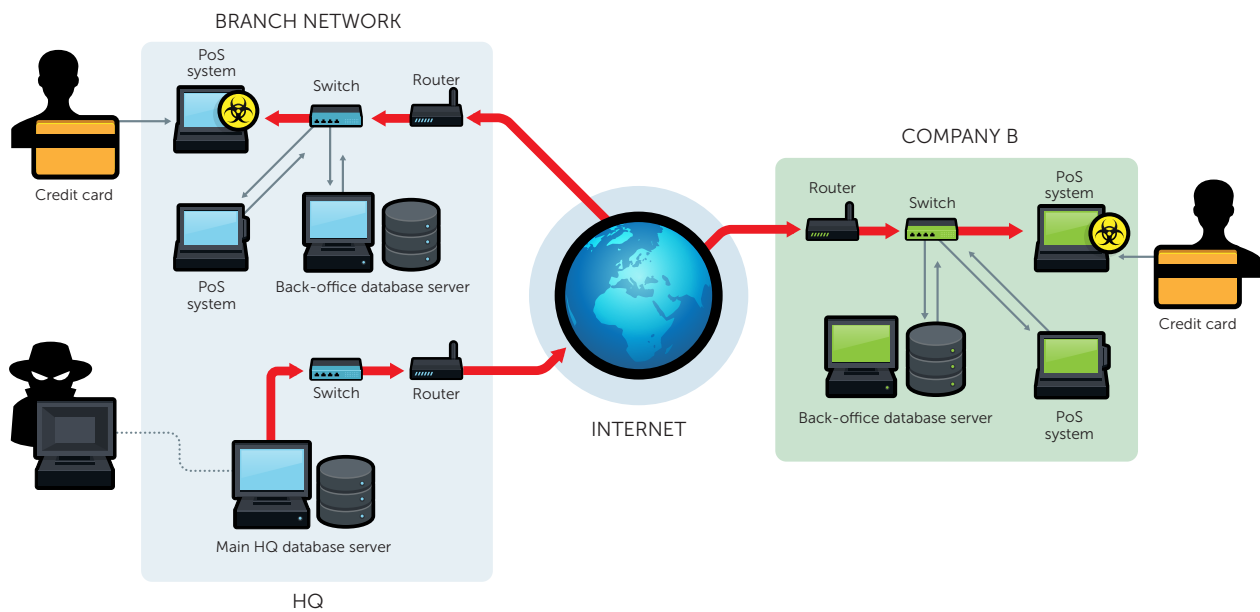 BRANCH NETWORK
PoS
system
Switch
Router
Credit card
PoS
system
Back-office database server
Switch
Router
Main HQ database server
HQ
INTERNET
COMPANY B
Router
Switch
PoS
system
Credit card
Back-office database server
PoS
system